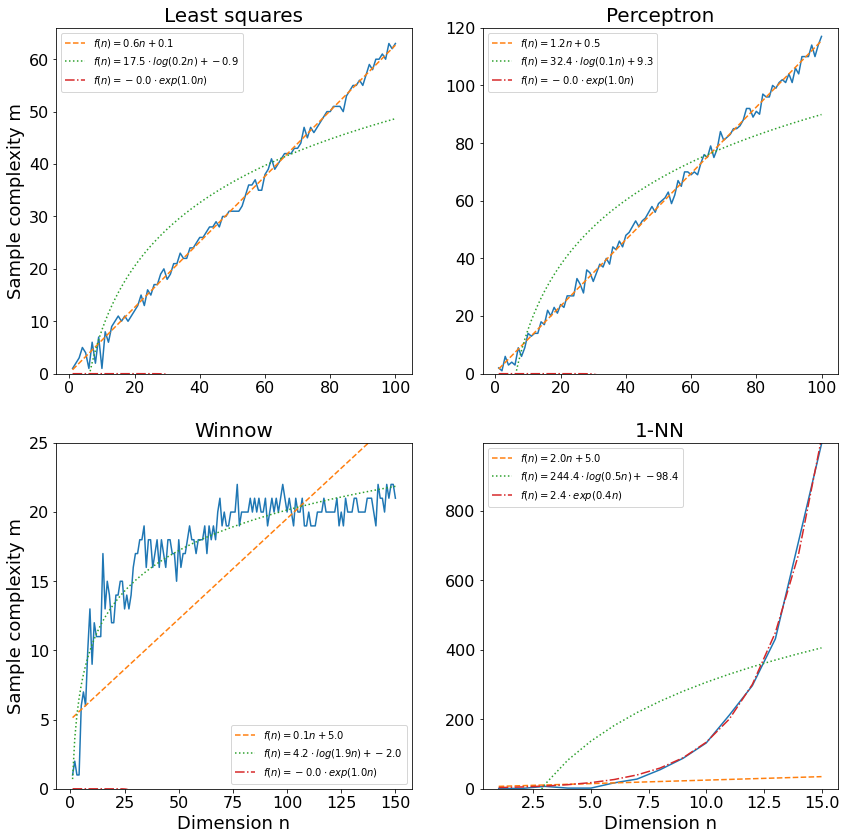 Least squares
Perceptron
Sample complexity m
60
50
40
30
20
10
0
f(n) = 0.6n + 0.1
f(n) = 17.5 · log(0.2n) + −0.9
f(n) = −0.0 · exp(1.0n)
0 20 40 60 80 100
120
100
80
60
40
20
0
f(n) = 1.2n + 0.5
f(n) = 32.4 · log(0.1n) + 9.3
f(n) = −0.0 · exp(1.0n)
0 20 40 60 80 100
Winnow
1-NN
Sample complexity m
25
20
15
10
5
0
f(n) = 0.1n + 5.0
f(n) = 4.2 · log(1.9n) + −2.0
f(n) = −0.0 · exp(1.0n)
0 25 50 75 100 125 150
Dimension n
800
600
400
200
0
f(n) = 2.0n + 5.0
f(n) = 244.4 · log(0.5n) + −98.4
f(n) = 2.4 · exp(0.4n)
2.5 5.0 7.5 10.0 12.5 15.0
Dimension n